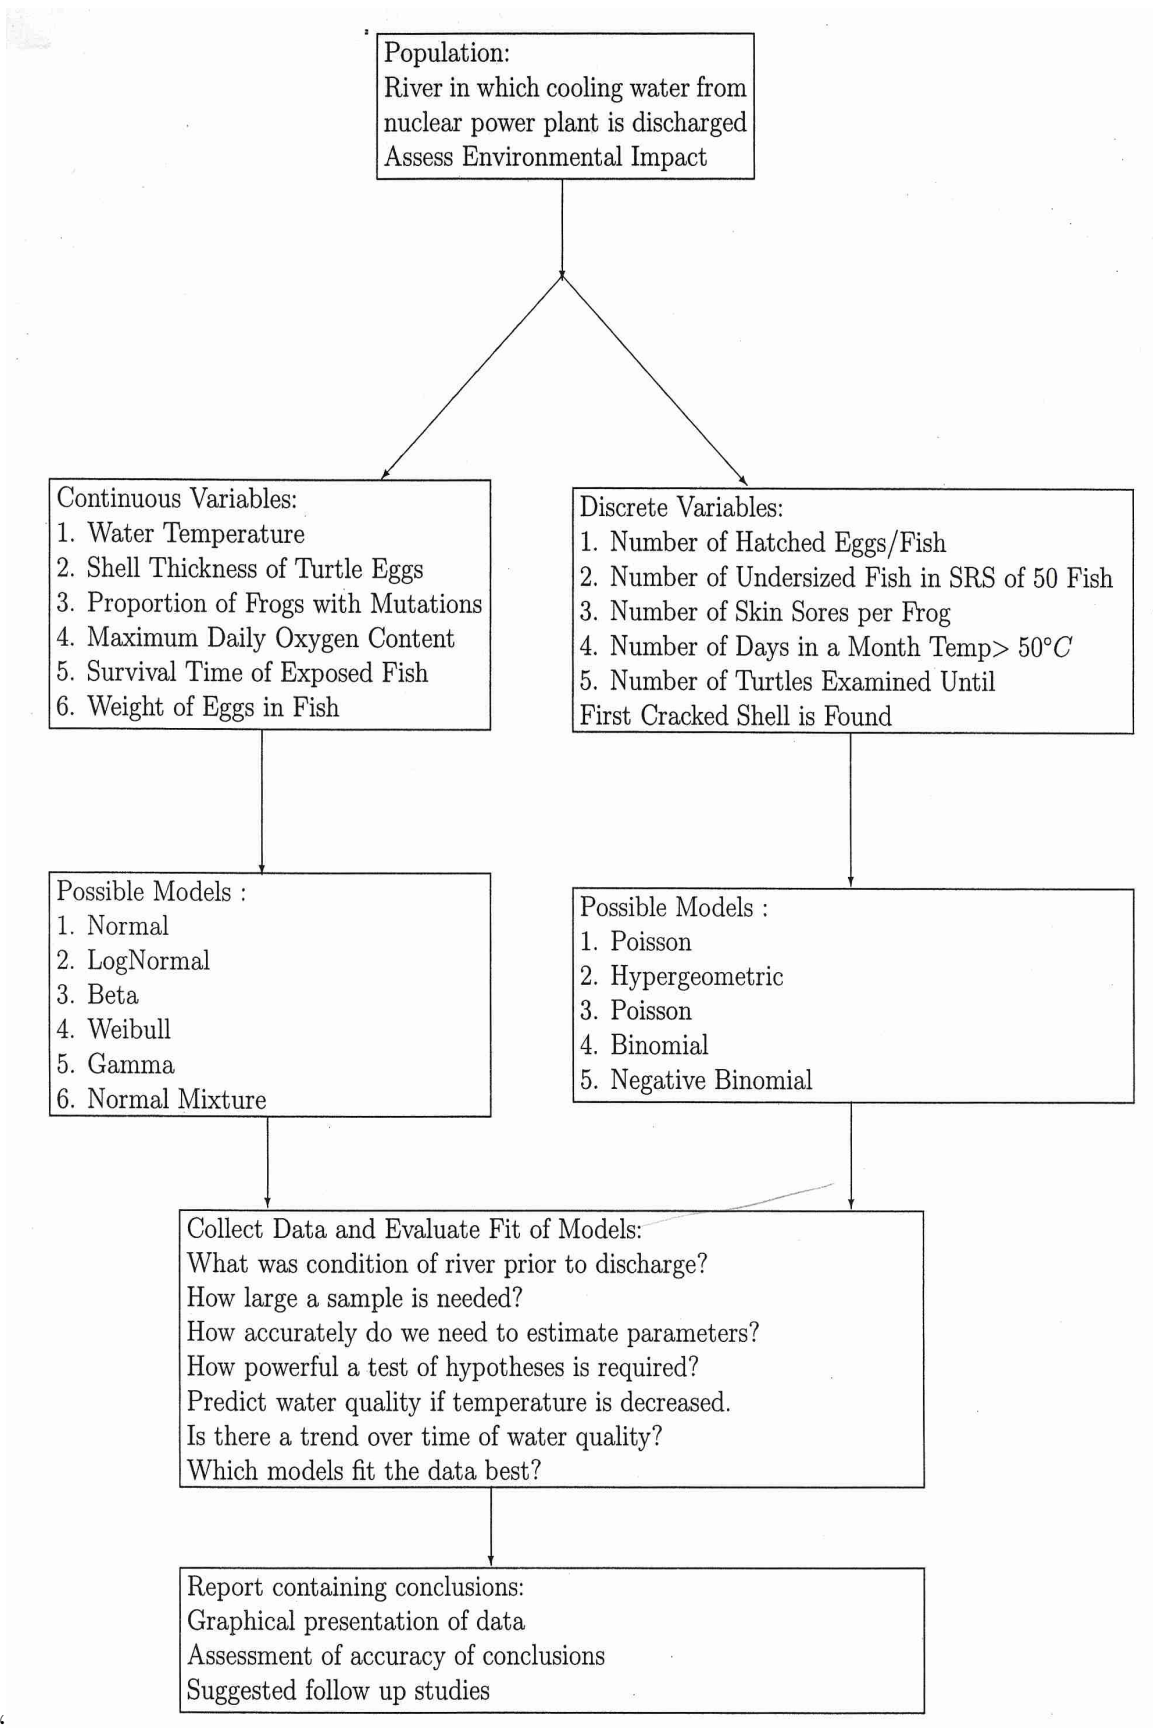 Population:
River in which cooling water from
nuclear power plant is discharged
Assess Environmental Impact
Continuous Variables:
1. Water Temperature
2. Shell Thickness of Turtle Eggs
3. Proportion of Frogs with Mutations
4. Maximum Daily Oxygen Content
5. Survival Time of Exposed Fish
6. Weight of Eggs in Fish
Discrete Variables:
1. Number of Hatched Eggs/Fish
2. Number of Undersized Fish in SRS of 50 Fish
3. Number of Skin Sores per Frog
4. Number of Days in a Month Temp> 50°C
5. Number of Turtles Examined Until
First Cracked Shell is Found
Possible Models :
1. Normal
2. LogNormal
3. Beta
4. Weibull
5. Gamma
6. Normal Mixture
Possible Models :
1. Poisson
2. Hypergeometric
3. Poisson
4. Binomial
5. Negative Binomial
Collect Data and Evaluate Fit of Models:
What was condition of river prior to discharge?
How large a sample is needed?
How accurately do we need to estimate parameters?
How powerful a test of hypotheses is required?
Predict water quality if temperature is decreased.
Is there a trend over time of water quality?
Which models fit the data best?
Report containing conclusions:
Graphical presentation of data
Assessment of accuracy of conclusions
Suggested follow up studies